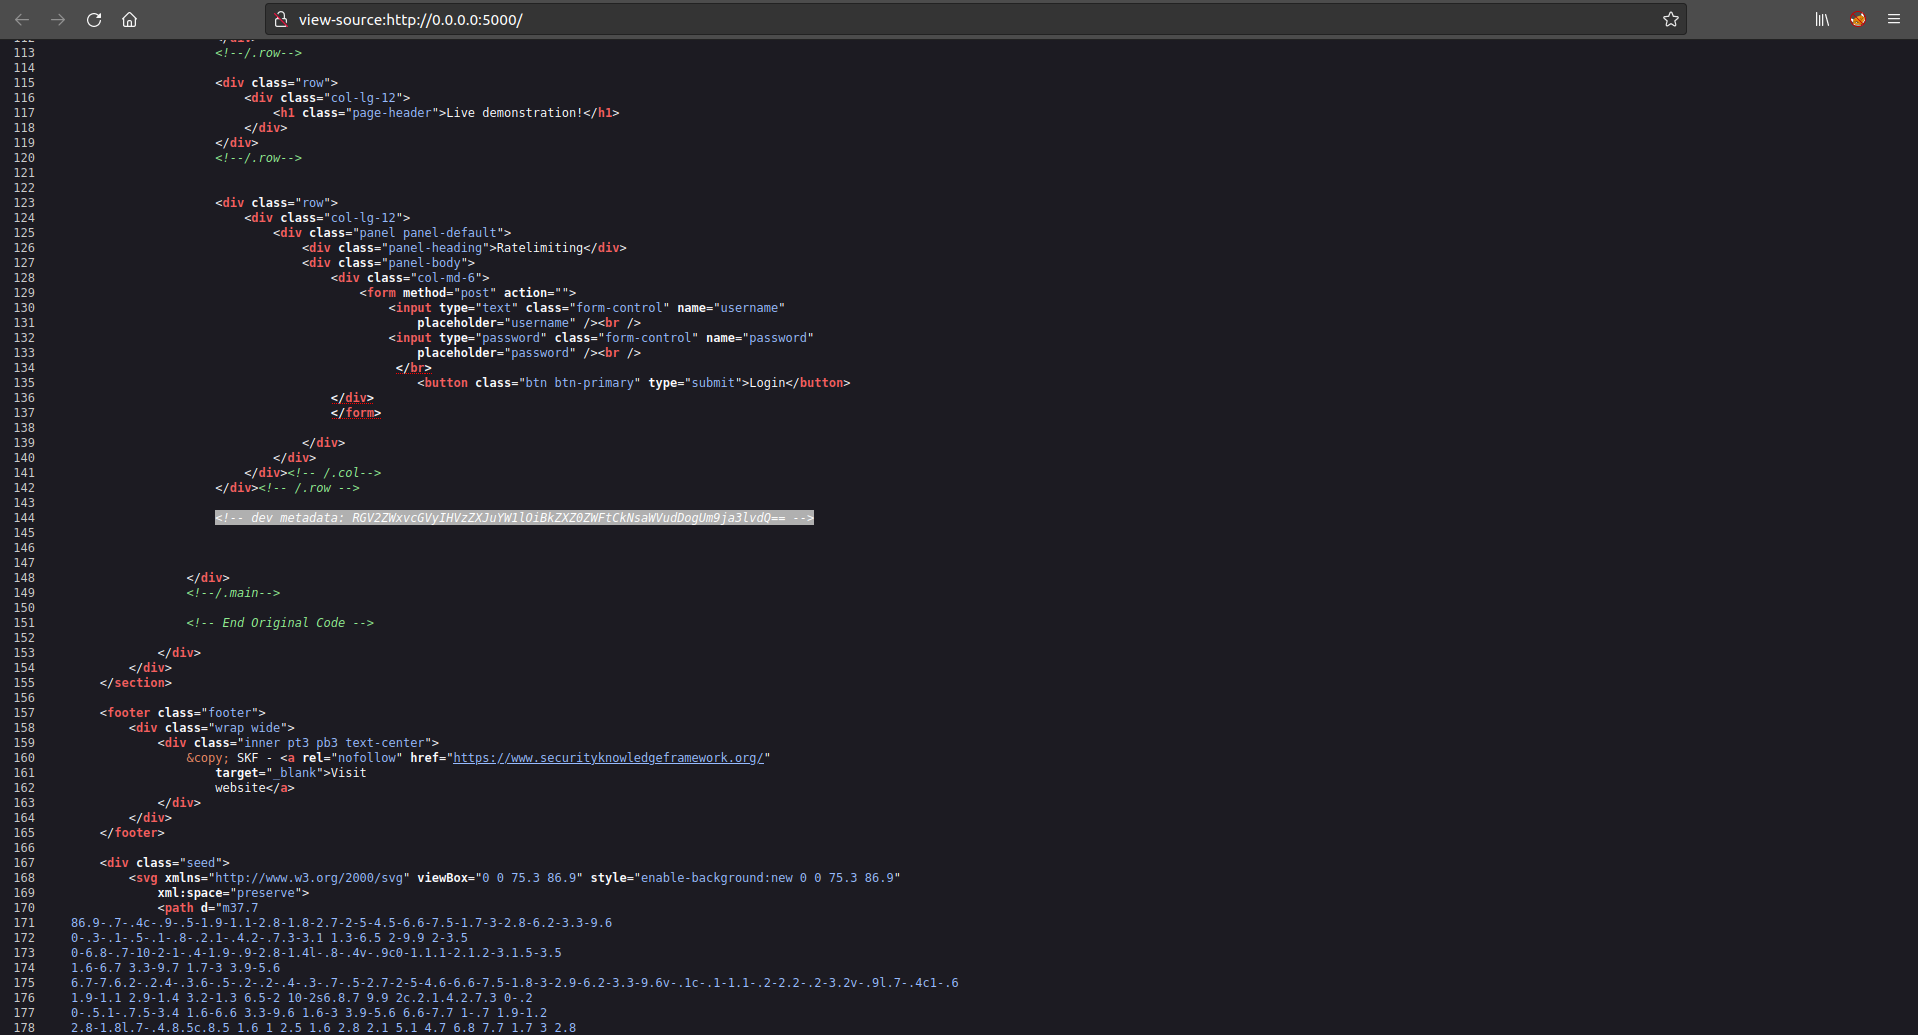 view-source:http://0.0.0.0:5000/
113 <!--/.row-->
114
115 <div class="row">
116 <div class="col-lg-12">
117 <h1 class="page-header">Live demonstration!</h1>
118 </div>
119 </div>
120 <!--/.row-->
121
122
123 <div class="row">
124 <div class="col-lg-12">
125 <div class="panel panel-default">
126 <div class="panel-heading">Ratelimiting</div>
127 <div class="panel-body">
128 <div class="col-md-6">
129 <form method="post" action="">
130 <input type="text" class="form-control" name="username"
131 placeholder="username" /><br />
132 <input type="password" class="form-control" name="password"
133 placeholder="password" /><br />
134 </br>
135 <button class="btn btn-primary" type="submit">Login</button>
136 </div>
137 </form>
138
139 </div>
140 </div>
141 </div><!-- /.col-->
142 </div><!-- /.row -->
143
144 <!-- dev metadata: RGV2ZWxvcGVyIHVzZXJuYW1lOiBkZXZ0ZWFtCkNsaWVudDogUm9ja3lvdQ== -->
145
146
147
148 </div>
149 <!--/.main-->
150
151 <!-- End Original Code -->
152
153 </div>
154 </div>
155 </section>
156
157 <footer class="footer">
158 <div class="wrap wide">
159 <div class="inner pt3 pb3 text-center">
160 &copy; SKF - <a rel="nofollow" href="https://www.securityknowledgeframework.org/"
161 target="_blank">Visit
162 website</a>
163 </div>
164 </div>
165 </footer>
166
167 <div class="seed">
168 <svg xmlns="http://www.w3.org/2000/svg" viewBox="0 0 75.3 86.9" style="enable-background:new 0 0 75.3 86.9"
169 xml:space="preserve">
170 <path d="m37.7
171 86.9-.7-.4c-.9-.5-1.9-1.1-2.8-1.8-2.7-2-5-4.5-6.6-7.5-1.7-3-2.8-6.2-3.3-9.6
172 0-.3-.1-.5-.1-.8-.2.1-.4.2-.7.3-3.1 1.3-6.5 2-9.9 2-3.5
173 0-6.8-.7-10-2-1-.4-1.9-.9-2.8-1.4l-.8-.4v-.9c0-1.1.1-2.1.2-3.1.5-3.5
174 1.6-6.7 3.3-9.7 1.7-3 3.9-5.6
175 6.7-7.6.2-.2.4-.3.6-.5-.2-.2-.4-.3-.7-.5-2.7-2-5-4.6-6.6-7.5-1.8-3-2.9-6.2-3.3-9.6v-.1c-.1-1.1-.2-2.2-.2-3.2v-.9l.7-.4c1-.6
176 1.9-1.1 2.9-1.4 3.2-1.3 6.5-2 10-2s6.8.7 9.9 2c.2.1.4.2.7.3 0-.2
177 0-.5.1-.7.5-3.4 1.6-6.6 3.3-9.6 1.6-3 3.9-5.6 6.6-7.7 1-.7 1.9-1.2
178 2.8-1.8l.7-.4.8.5c.8.5 1.6 1 2.5 1.6 2.8 2.1 5.1 4.7 6.8 7.7 1.7 3 2.8